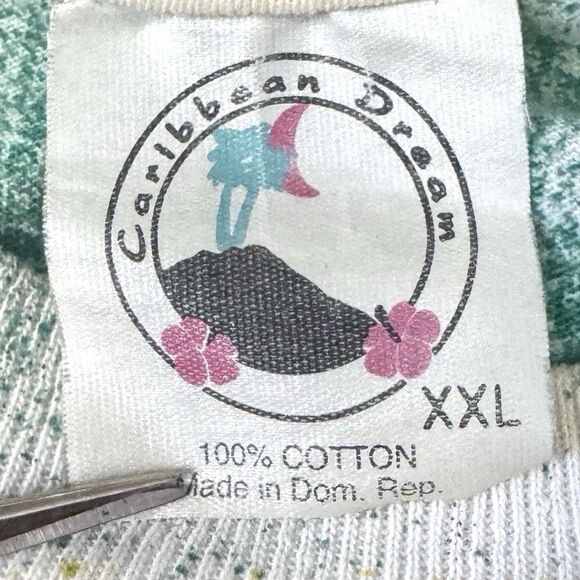 Caribbean Dream
XXL
100% COTTON
Made in Dom. Rep.